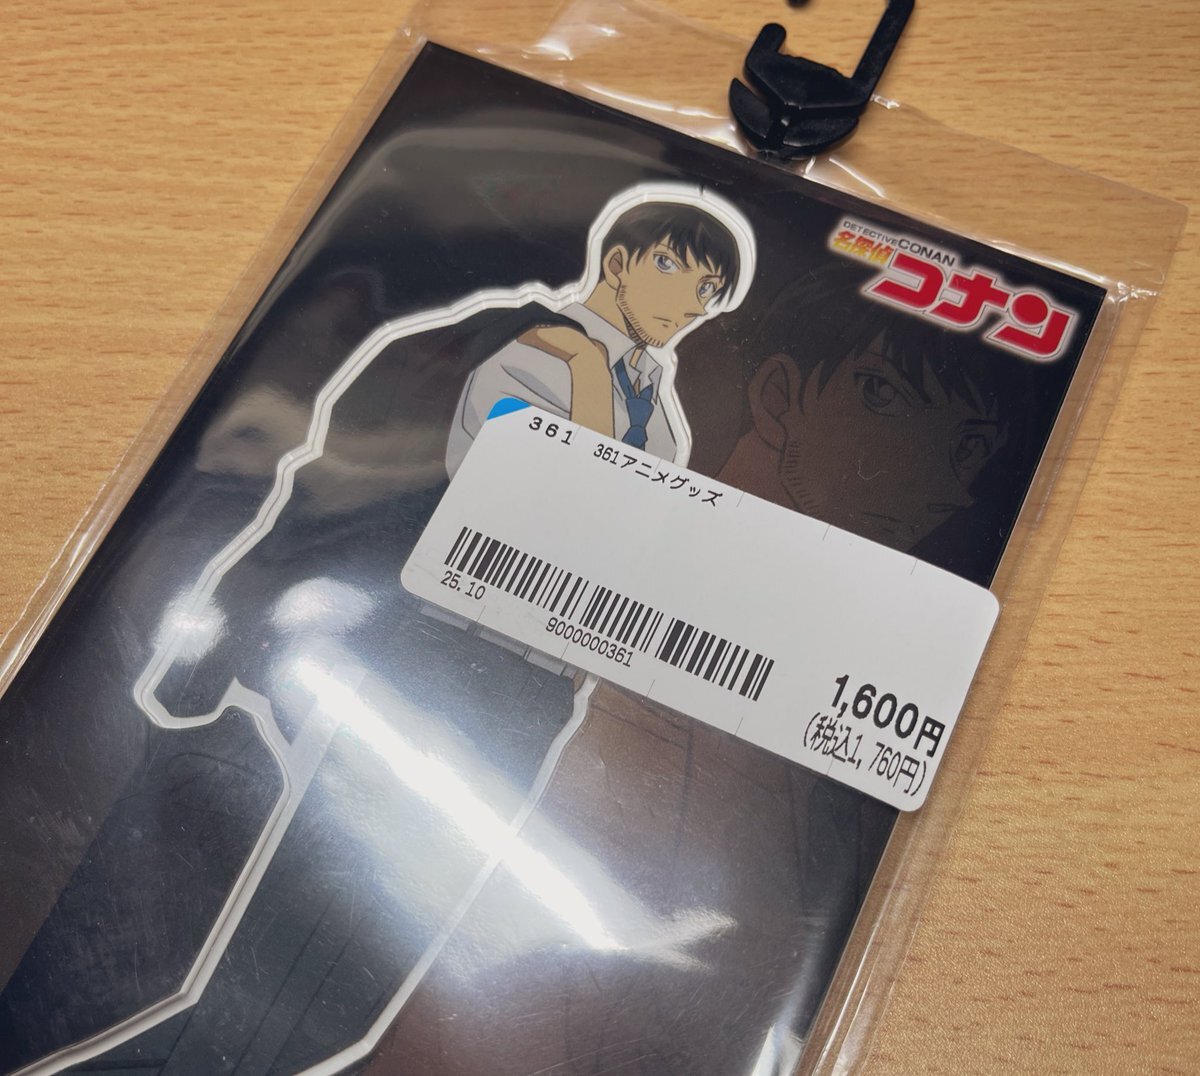 DETECTIVE CONAN
名探偵
コナン
361 361アニメグッズ
25.10
9000000361
1,600円
(税込1,760円)